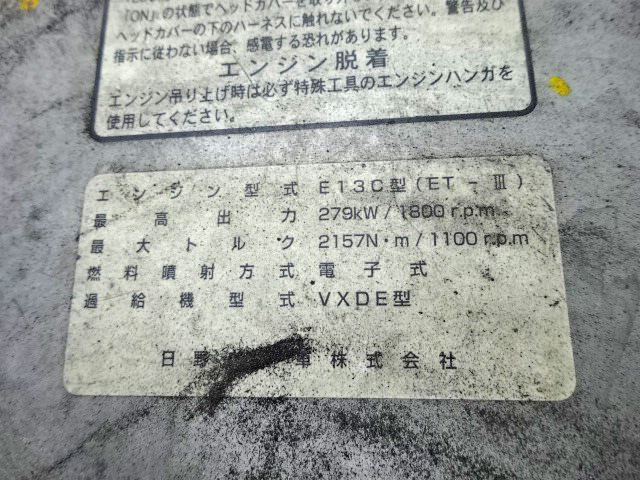 「ON」の状態でヘッドカバーを取り
ヘッドカバーの下のハーネスに触れないでください。警告及び
指示に従わない場合、感電する恐れがあります。
エンジン脱着
エンジン吊り上げ時は必ず特殊工具のエンジンハンガを
使用してください。
エンジン型式 E13C型(ET-Ⅲ)
最高出力 279kW/1800r.p.m
最大トルク 2157N·m/1100r.p.m
燃料噴射方式 電子式
過給機型式 VXDE型
日野 車株式会社